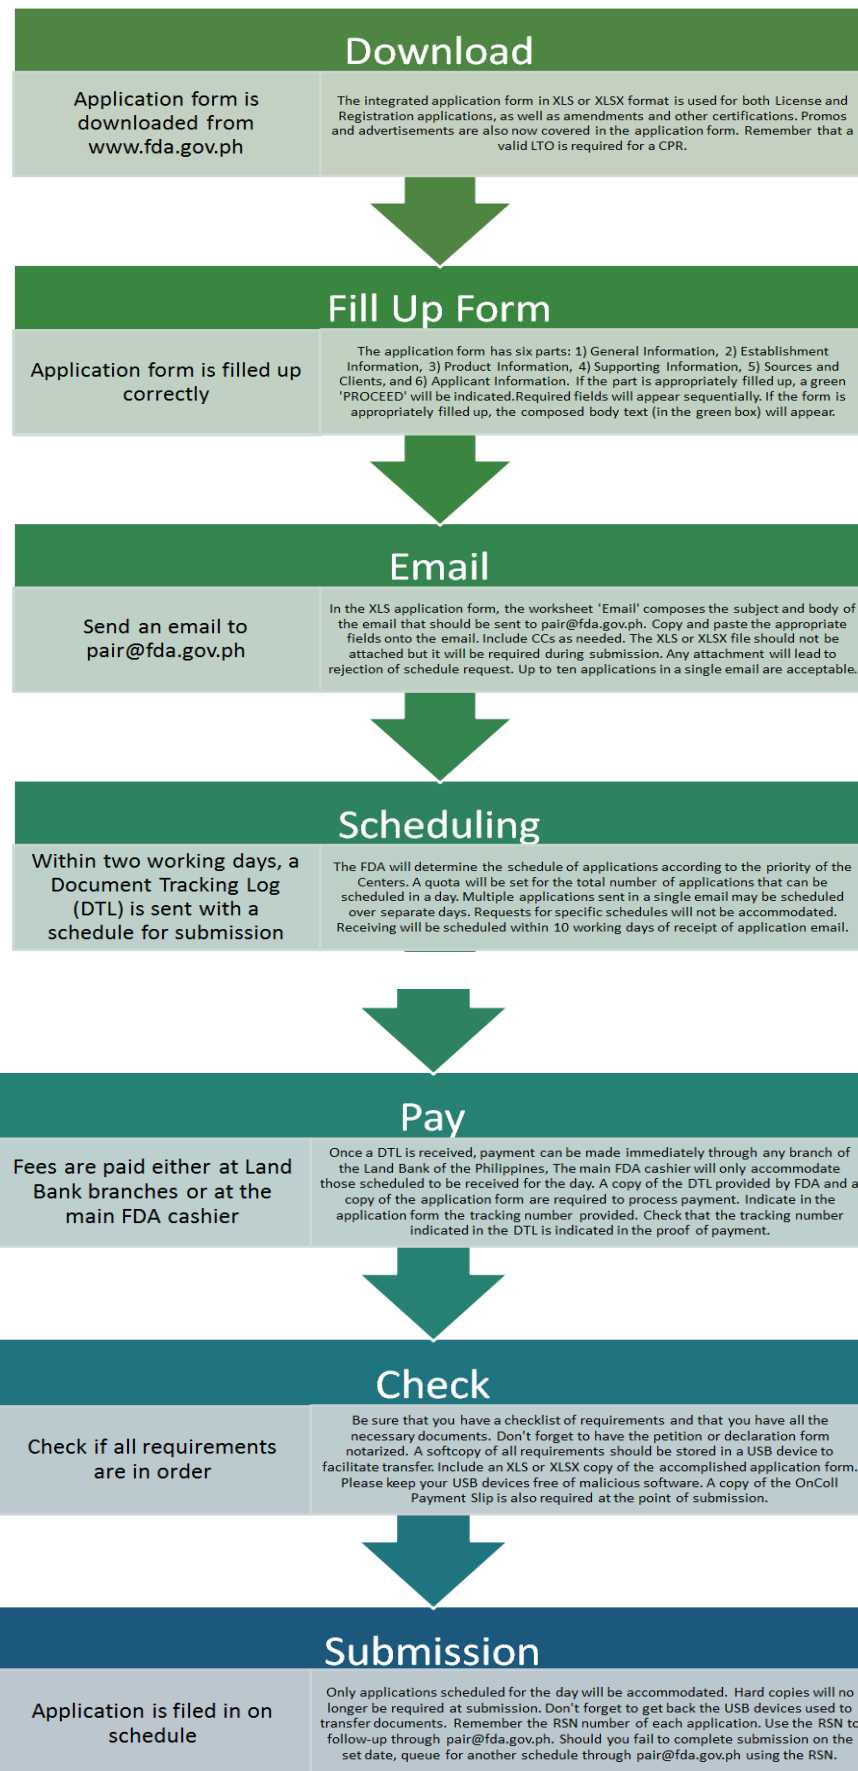 Download
Application form is
downloaded from
www.fda.gov.ph
The integrated application form in XLS or XLSX format is used for both License and
Registration applications, as well as amendments and other certifications. Promos
and advertisements are also now covered in the application form. Remember that a
valid LTO is required for a CPR.
Fill Up Form
Application form is filled up
correctly
The application form has six parts: 1) General Information, 2) Establishment
Information, 3) Product Information, 4) Supporting Information, 5) Sources and
Clients, and 6) Applicant Information. If the part is appropriately filled up, a green
'PROCEED' will be indicated.Required fields will appear sequentially. If the form is
appropriately filled up, the composed body text (in the green box) will appear.
Email
Send an email to
pair@fda.gov.ph
In the XLS application form, the worksheet 'Email' composes the subject and body of
the email that should be sent to pair@fda.gov.ph. Copy and paste the appropriate
fields onto the email. Include CCs as needed. The XLS or XLSX file should not be
attached but it will be required during submission. Any attachment will lead to
rejection of schedule request. Up to ten applications in a single email are acceptable.
Scheduling
Within two working days, a
Document Tracking Log
(DTL) is sent with a
schedule for submission
The FDA will determine the schedule of applications according to the priority of the
Centers. A quota will be set for the total number of applications that can be
scheduled in a day. Multiple applications sent in a single email may be scheduled
over separate days. Requests for specific schedules will not be accommodated.
Receiving will be scheduled within 10 working days of receipt of application email.
Pay
Fees are paid either at Land
Bank branches or at the
main FDA cashier
Once a DTL is received, payment can be made immediately through any branch of
the Land Bank of the Philippines, The main FDA cashier will only accommodate
those scheduled to be received for the day. A copy of the DTL provided by FDA and a
copy of the application form are required to process payment. Indicate in the
application form the tracking number provided. Check that the tracking number
indicated in the DTL is indicated in the proof of payment.
Check
Check if all requirements
are in order
Be sure that you have a checklist of requirements and that you have all the
necessary documents. Don't forget to have the petition or declaration form
notarized. A softcopy of all requirements should be stored in a USB device to
facilitate transfer. Include an XLS or XLSX copy of the accomplished application form.
Please keep your USB devices free of malicious software. A copy of the OnColl
Payment Slip is also required at the point of submission.
Submission
Application is filed in on
schedule
Only applications scheduled for the day will be accommodated. Hard copies will no
longer be required at submission. Don't forget to get back the USB devices used to
transfer documents. Remember the RSN number of each application. Use the RSN to
follow-up through pair@fda.gov.ph. Should you fail to complete submission on the
set date, queue for another schedule through pair@fda.gov.ph using the RSN.